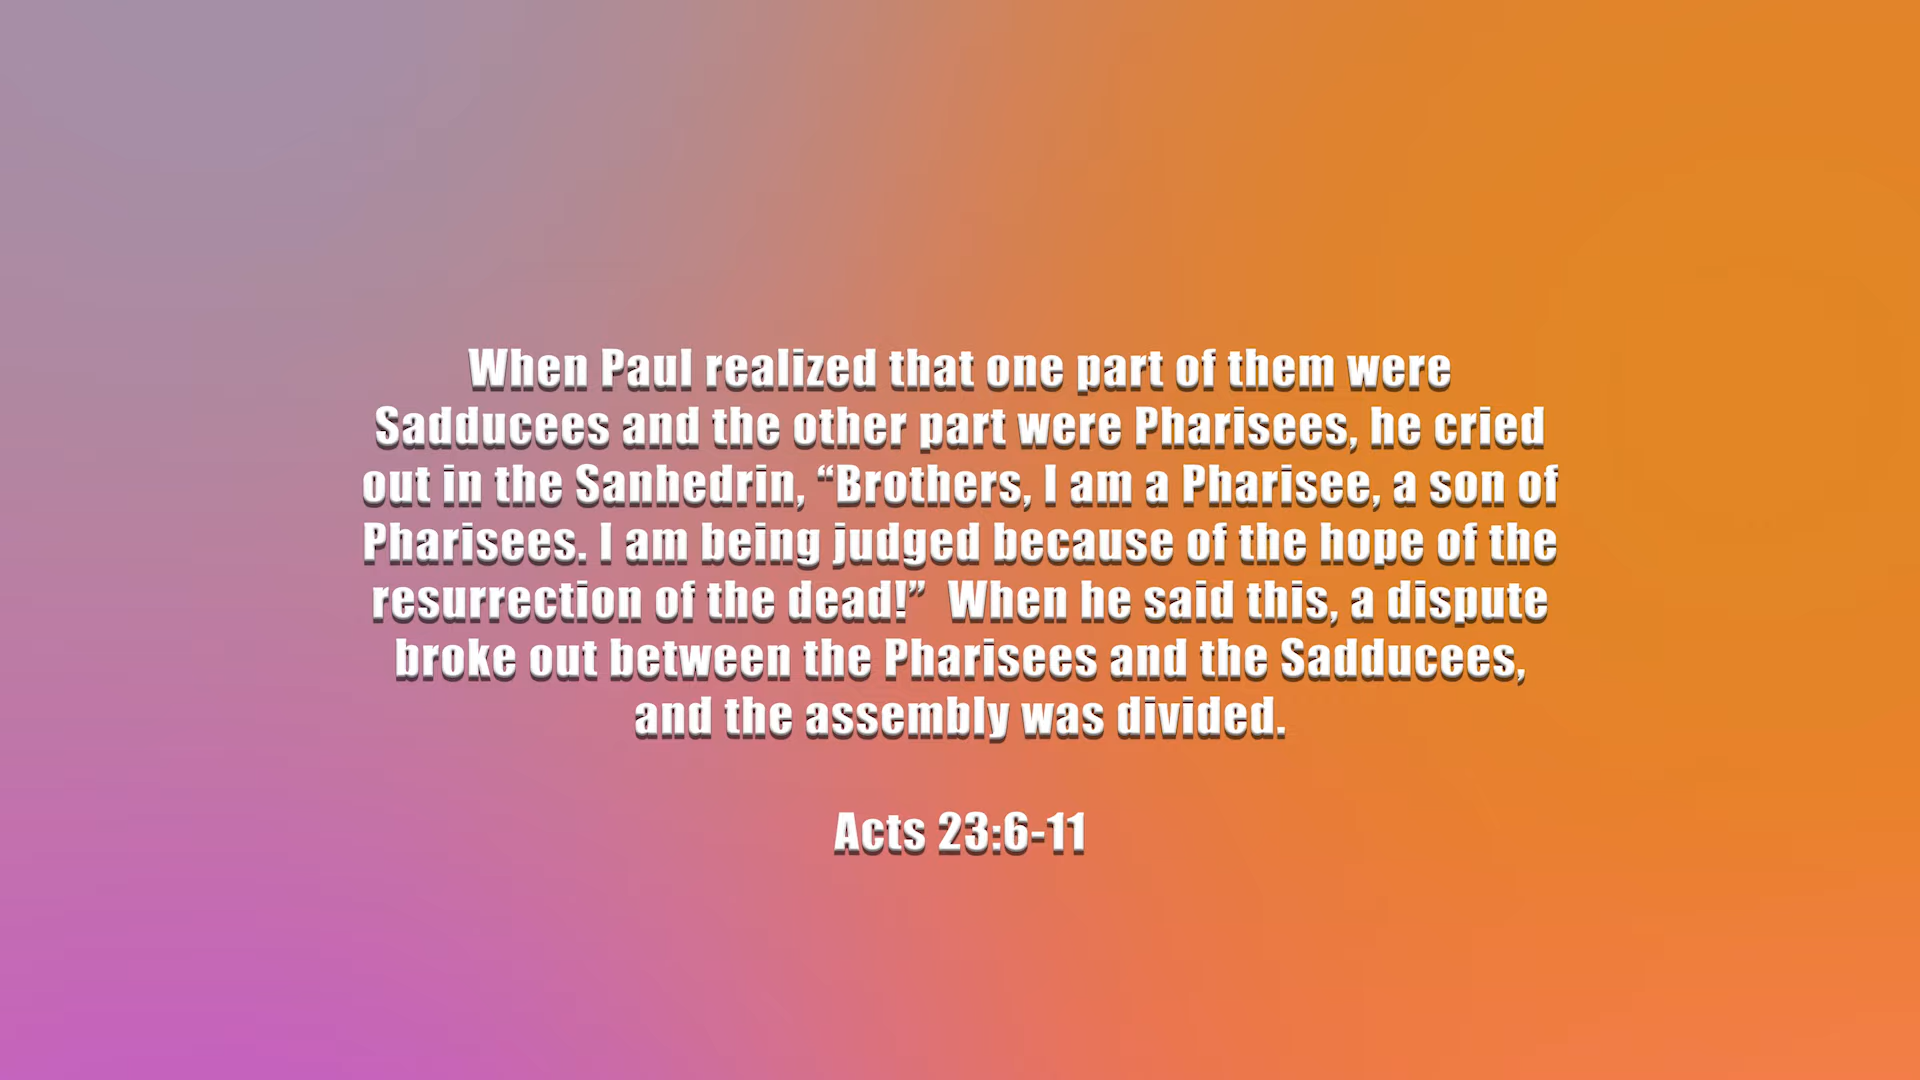 When Paul realized that one part of them were
Sadducees and the other part were Pharisees, he cried
out in the Sanhedrin, “Brothers, I am a Pharisee, a son of
Pharisees. I am being judged because of the hope of the
resurrection of the dead!”  When he said this, a dispute
broke out between the Pharisees and the Sadducees,
and the assembly was divided.
Acts 23:6-11